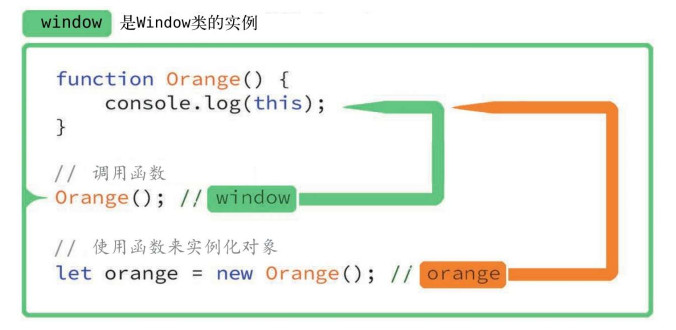 window 是Window类的实例
function Orange() {
    console.log(this);
}
// 调用函数
Orange(); // window
// 使用函数来实例化对象
let orange = new Orange(); // orange